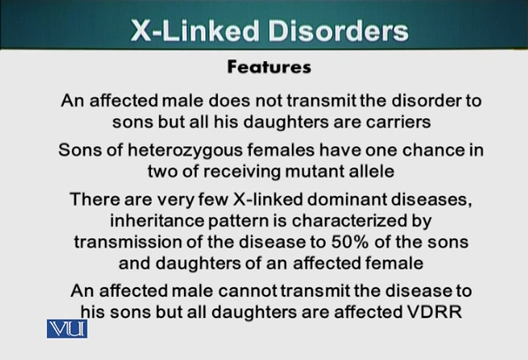 X-Linked Disorders
Features
An affected male does not transmit the disorder to
sons but all his daughters are carriers
Sons of heterozygous females have one chance in
two of receiving mutant allele
There are very few X-linked dominant diseases,
inheritance pattern is characterized by
transmission of the disease to 50% of the sons
and daughters of an affected female
An affected male cannot transmit the disease to
his sons but all daughters are affected VDRR
VU